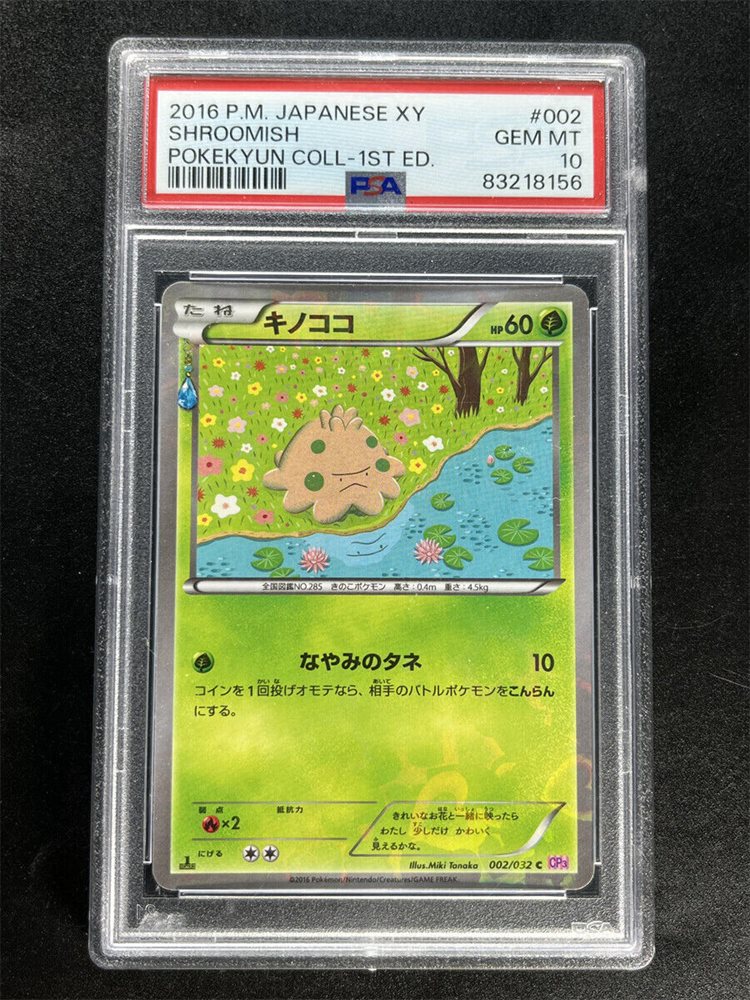 2016 P.M. JAPANESE XY #002
SHROOMISH GEM MT
POKEKYUN COLL-1ST ED. 10
PSA 83218156
たね キノココ HP60
全国図鑑NO.285 きのこポケモン 高さ：0.4m 重さ：4.5kg
なやみのタネ 10
コインを1回投げオモテなら、相手のバトルポケモンをこんらん
にする。
弱点 抵抗力
×2
にげる
きれいなお花と一緒に映ったら
わたし 少しだけ かわいく
見えるかな。
1 EDITION
Illus.Miki Tanaka 002/032 C CP3
©2016 Pokémon/Nintendo/Creatures/GAME FREAK
PSA